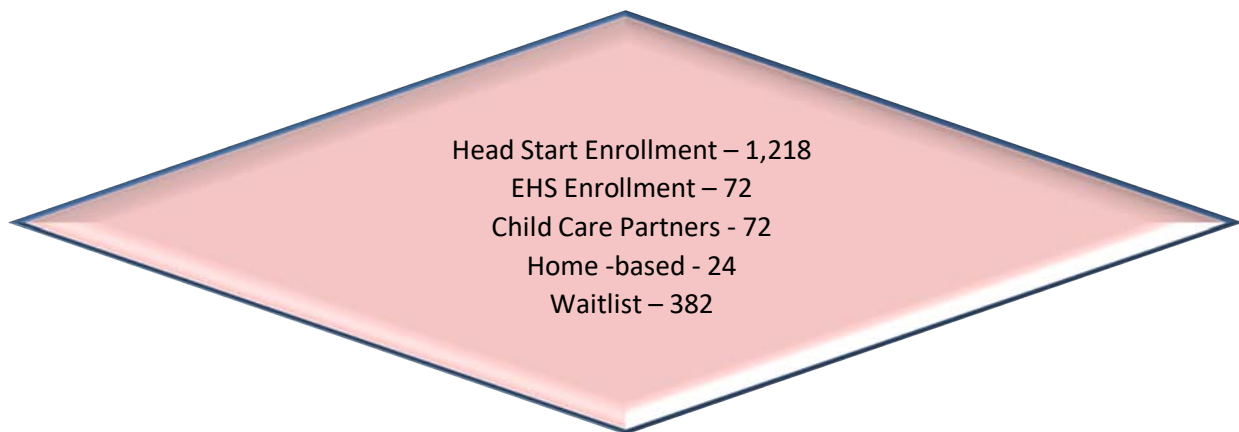 Head Start Enrollment – 1,218
EHS Enrollment – 72
Child Care Partners - 72
Home -based - 24
Waitlist – 382